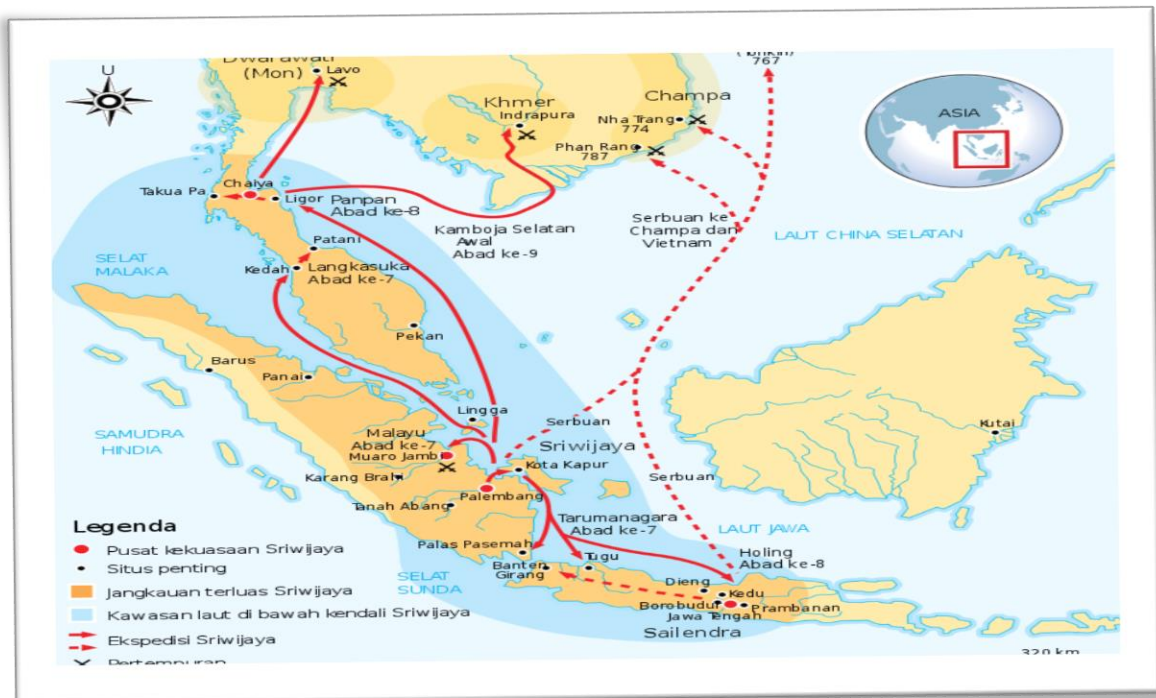 U
Dwarawati
(Mon)
Lavo
(Tonkin)
767
Khmer
Indrapura
Champa
Nha Trang
774
Phan Rang
787
ASIA
Takua Pa
Chaiya
Ligor
Panpan
Abad ke-8
Kamboja Selatan
Awal
Abad ke-9
Serbuan ke
Champa dan
Vietnam
LAUT CHINA SELATAN
SELAT
MALAKA
Patani
Kedah
Langkasuka
Abad ke-7
Pekan
Barus
Panai
Lingga
Serbuan
Kutai
SAMUDRA
HINDIA
Malayu
Abad ke-7
Muaro Jambi
Sriwijaya
Kota Kapur
Karang Brahi
Palembang
Serbuan
Tanah Abang
Tarumanagara
Abad ke-7
LAUT JAWA
Palas Pasemah
Holing
Abad ke-8
Banten
Girang
Tugu
SELAT
SUNDA
Dieng
Kedu
Borobudur
Prambanan
Jawa Tengah
Sailendra
320 km
Legenda
Pusat kekuasaan Sriwijaya
Situs penting
Jangkauan terluas Sriwijaya
Kawasan laut di bawah kendali Sriwijaya
Ekspedisi Sriwijaya
Pertempuran